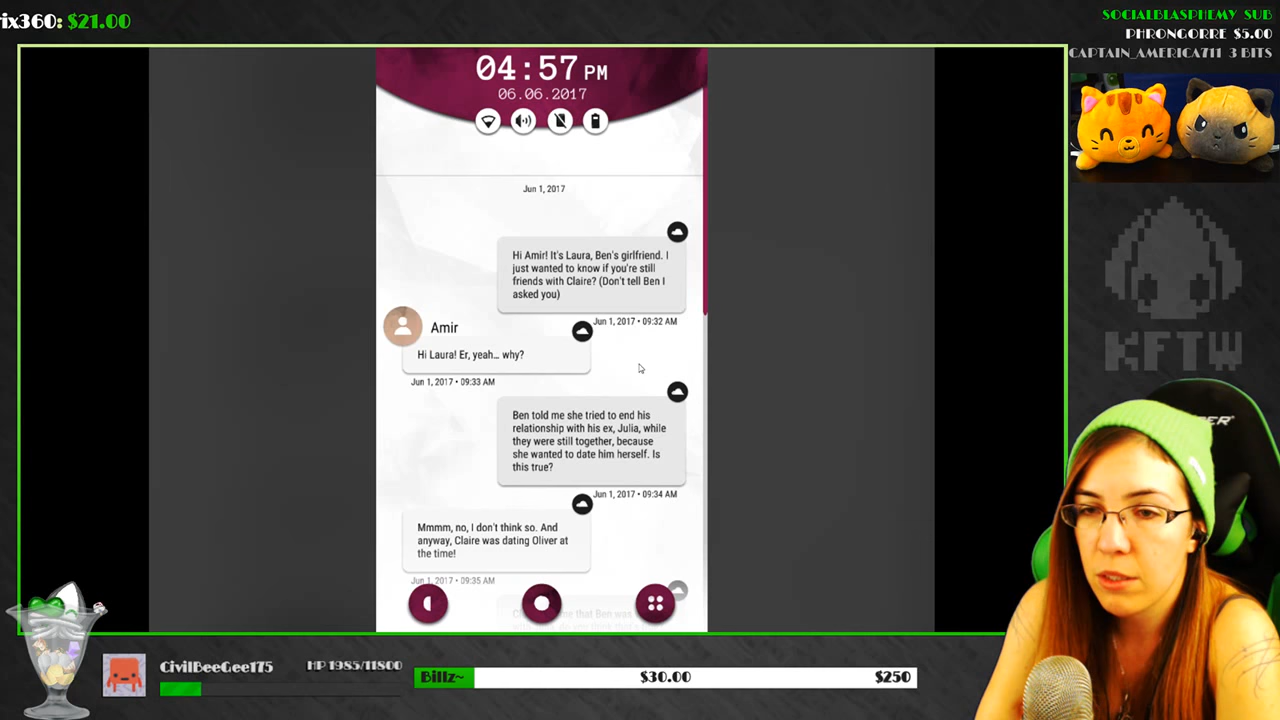 ix360: $21.00
SOCIALBLASPHEMY SUB
PHRONGORRE $5.00
CAPTAIN_AMERICA711 3 BITS
04:57 PM
06.06.2017
Jun 1, 2017
Hi Amir! It's Laura, Ben's girlfriend. I
just wanted to know if you're still
friends with Claire? (Don't tell Ben I
asked you)
Jun 1, 2017 • 09:32 AM
Amir
Hi Laura! Er, yeah... why?
Jun 1, 2017 • 09:33 AM
Ben told me she tried to end his
relationship with his ex, Julia, while
they were still together, because
she wanted to date him herself. Is
this true?
Jun 1, 2017 • 09:34 AM
Mmmm, no, I don't think so. And
anyway, Claire was dating Oliver at
the time!
Jun 1, 2017 • 09:35 AM
me that Ben was
KFTW
CivilBeeGee175
HP 1985/11800
Billz~
$30.00
$250